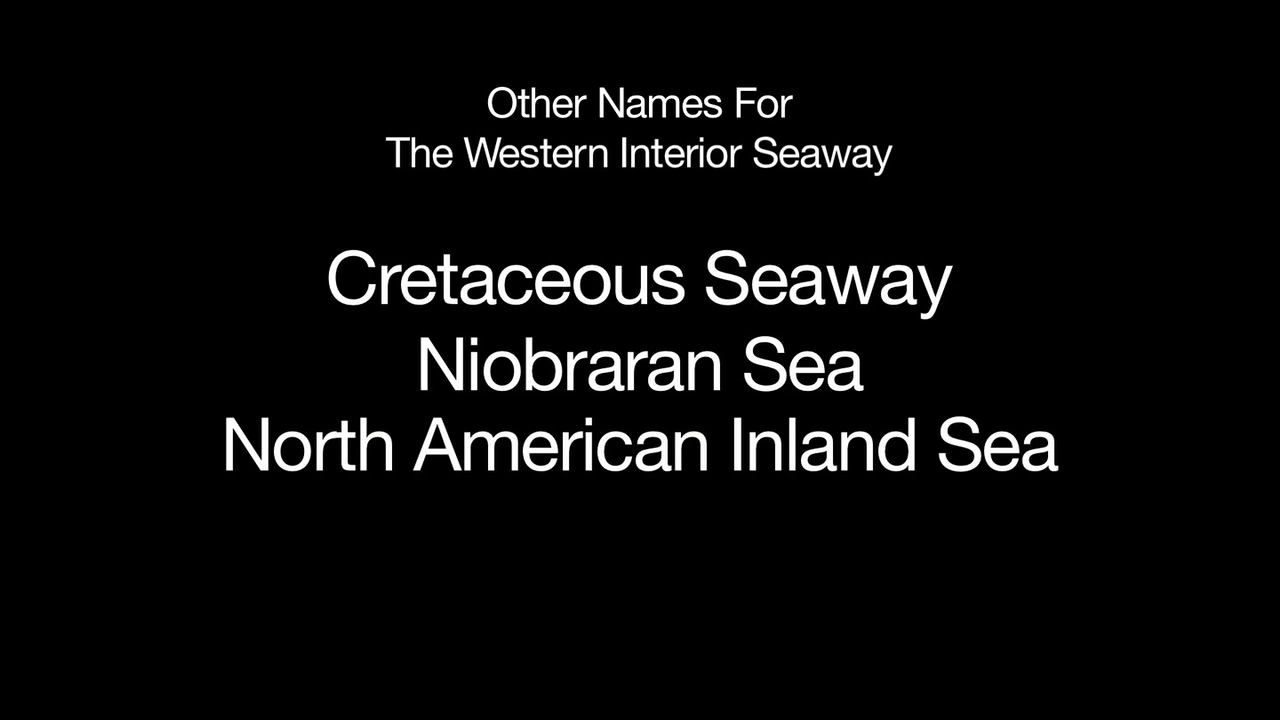 Other Names For
The Western Interior Seaway
Cretaceous Seaway
Niobraran Sea
North American Inland Sea